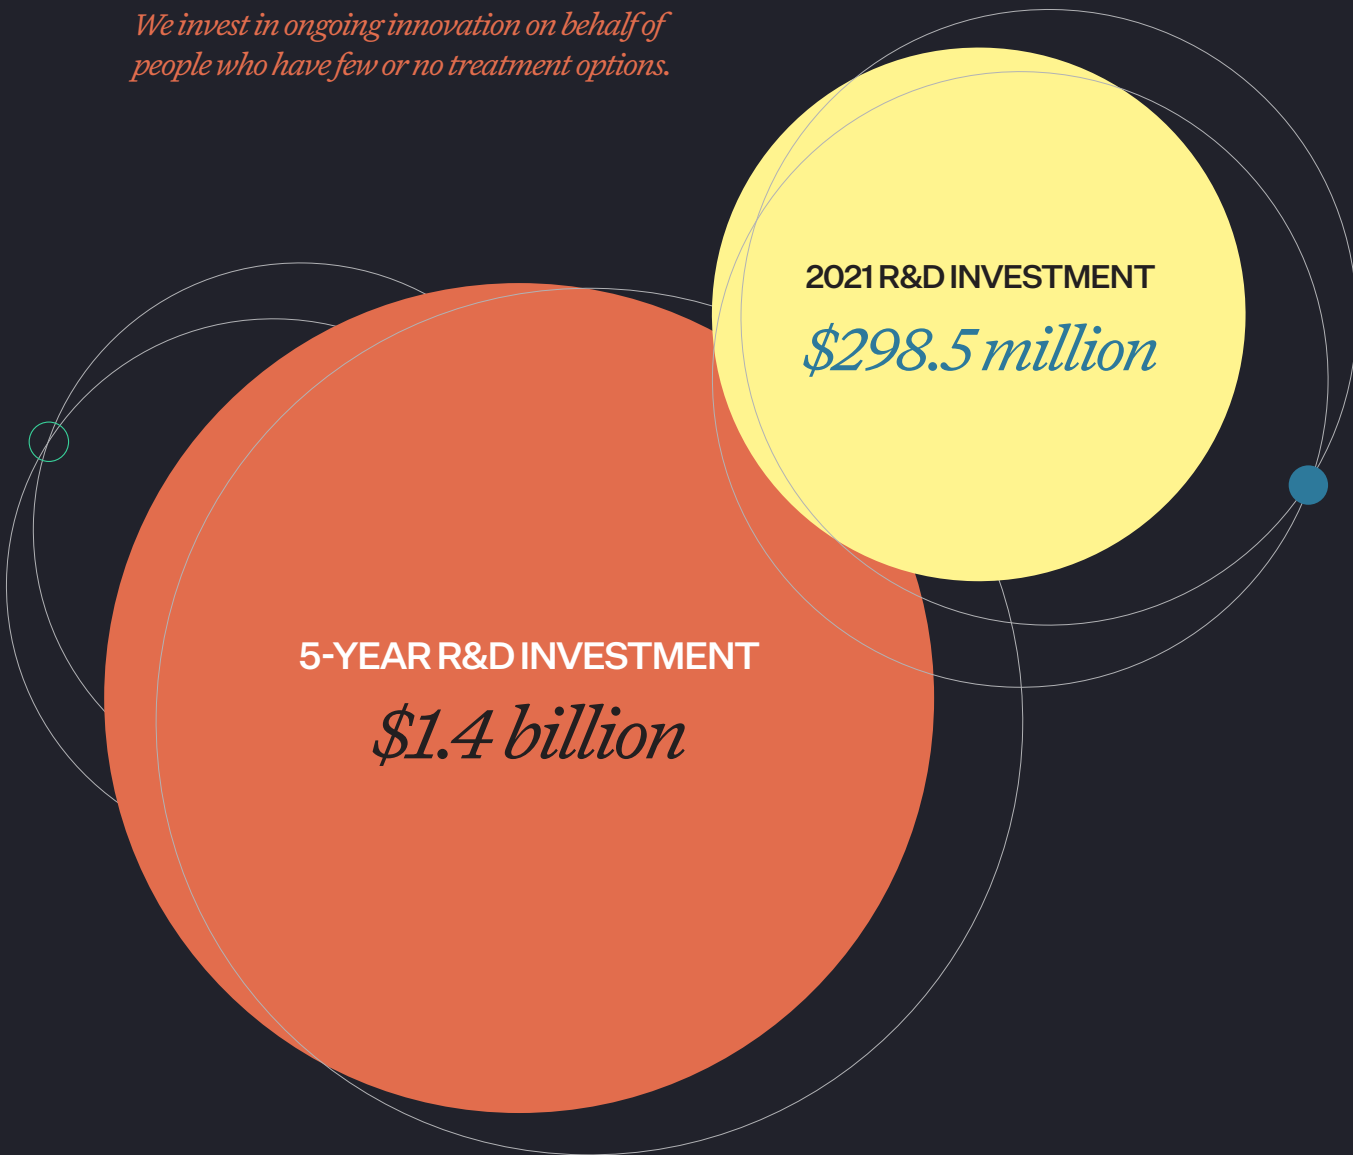 We invest in ongoing innovation on behalf of
people who have few or no treatment options.
2021 R&D INVESTMENT
$298.5 million
5-YEAR R&D INVESTMENT
$1.4 billion